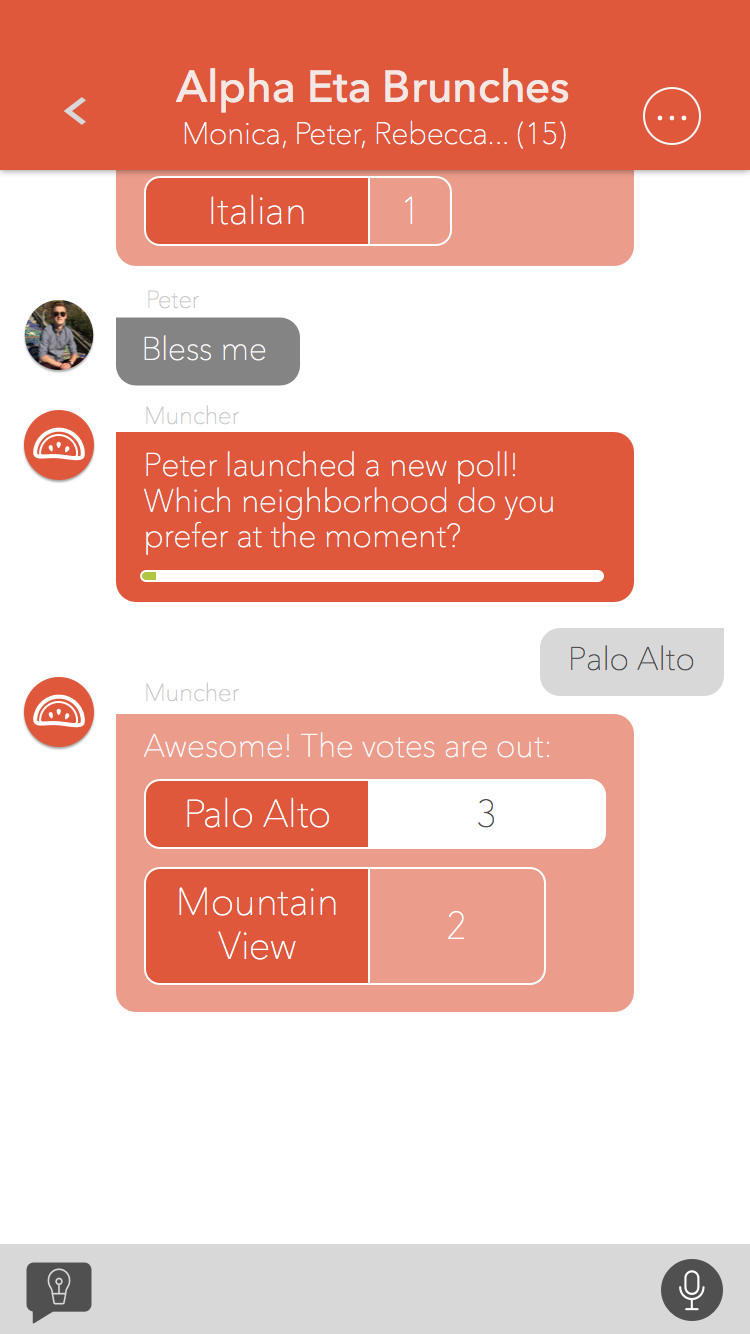 Alpha Eta Brunches
Monica, Peter, Rebecca... (15)
Italian 1
Peter
Bless me
Muncher
Peter launched a new poll!
Which neighborhood do you
prefer at the moment?
Palo Alto
Muncher
Awesome! The votes are out:
Palo Alto 3
Mountain
View 2